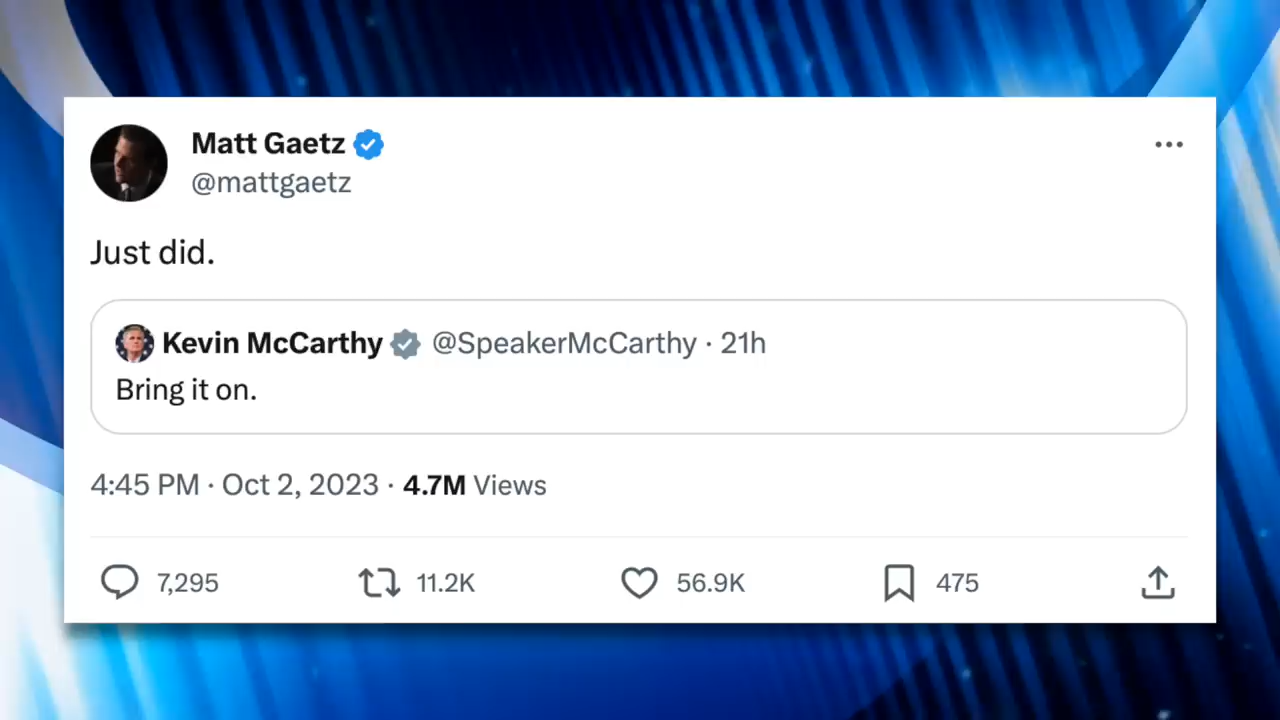 Matt Gaetz
@mattgaetz
Just did.
Kevin McCarthy @SpeakerMcCarthy · 21h
Bring it on.
4:45 PM · Oct 2, 2023 · 4.7M Views
7,295 11.2K 56.9K 475